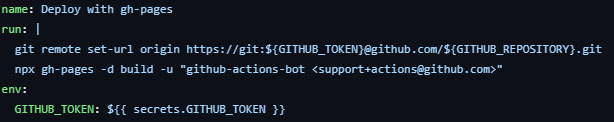 name: Deploy with gh-pages
run: |
git remote set-url origin https://git:${GITHUB_TOKEN}@github.com/${GITHUB_REPOSITORY}.git
npx gh-pages -d build -u "github-actions-bot <support+actions@github.com>"
env:
GITHUB_TOKEN: ${{ secrets.GITHUB_TOKEN }}